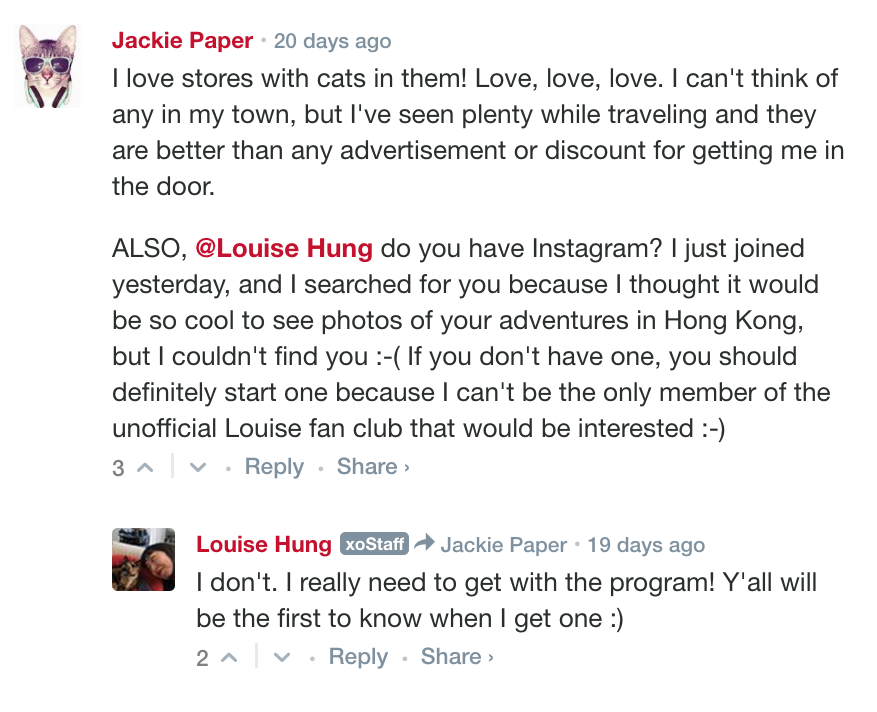 Jackie Paper • 20 days ago
I love stores with cats in them! Love, love, love. I can't think of
any in my town, but I've seen plenty while traveling and they
are better than any advertisement or discount for getting me in
the door.
ALSO, @Louise Hung do you have Instagram? I just joined
yesterday, and I searched for you because I thought it would
be so cool to see photos of your adventures in Hong Kong,
but I couldn't find you :-( If you don't have one, you should
definitely start one because I can't be the only member of the
unofficial Louise fan club that would be interested :-)
3 • Reply • Share ›
Louise Hung xoStaff Jackie Paper • 19 days ago
I don't. I really need to get with the program! Y'all will
be the first to know when I get one :)
2 • Reply • Share ›